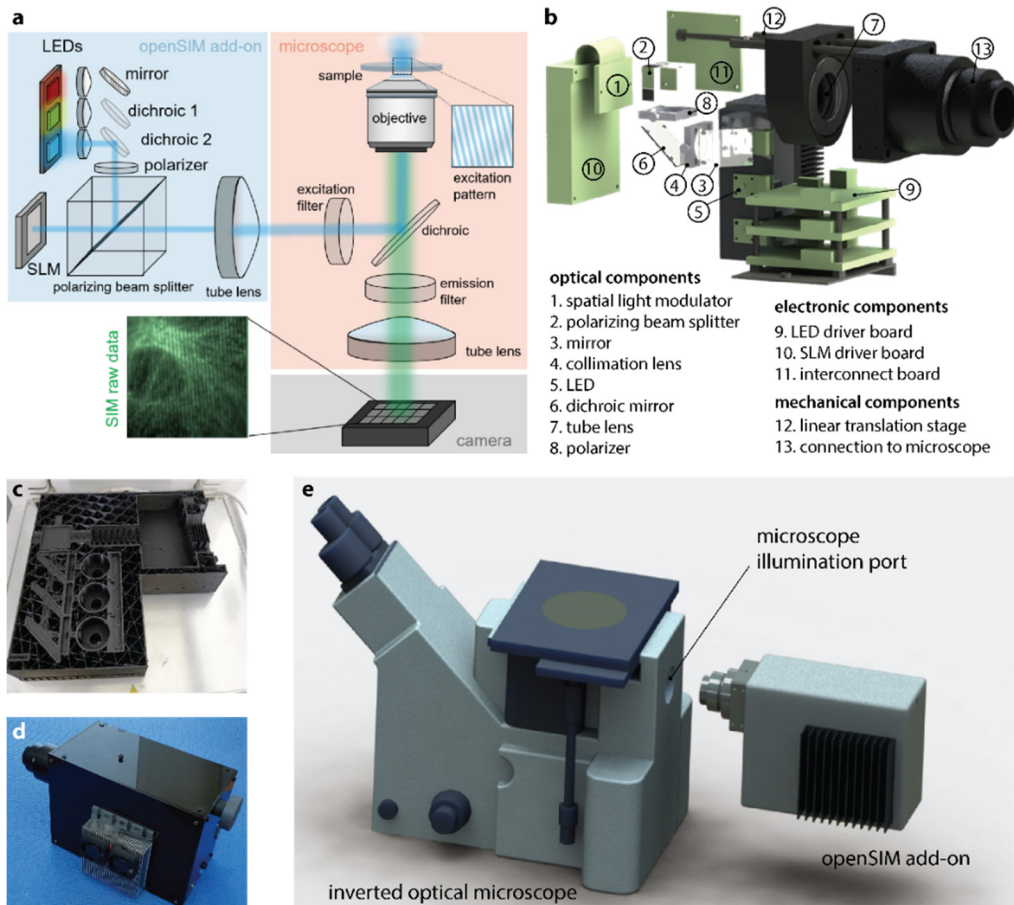 a
LEDs
openSIM add-on
mirror
dichroic 1
dichroic 2
polarizer
SLM
polarizing beam splitter
tube lens
microscope
sample
objective
excitation
pattern
excitation
filter
dichroic
emission
filter
tube lens
SIM raw data
camera
b
1
2
3
4
5
6
7
8
9
10
11
12
13
optical components
1. spatial light modulator
2. polarizing beam splitter
3. mirror
4. collimation lens
5. LED
6. dichroic mirror
7. tube lens
8. polarizer
electronic components
9. LED driver board
10. SLM driver board
11. interconnect board
mechanical components
12. linear translation stage
13. connection to microscope
c
d
e
microscope
illumination port
openSIM add-on
inverted optical microscope